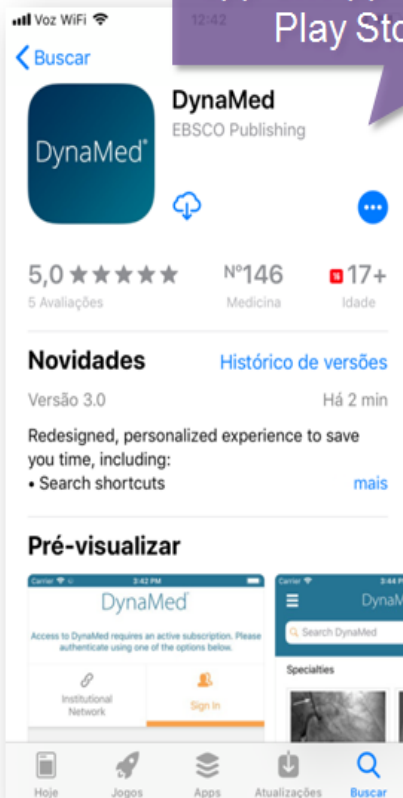 Voz WiFi 12:42
Play Sto
Buscar
DynaMed
EBSCO Publishing
DynaMed
5,0 ★★★★★ Nº146 16 17+
5 Avaliações Medicina Idade
Novidades Histórico de versões
Versão 3.0 Há 2 min
Redesigned, personalized experience to save
you time, including:
• Search shortcuts mais
Pré-visualizar
Carrier 3:42 PM
DynaMed
Access to DynaMed requires an active subscription. Please
authenticate using one of the options below.
Institutional
Network
Sign In
Carrier 3:44 P
DynaM
Search DynaMed
Specialties
Hoje Jogos Apps Atualizações Buscar